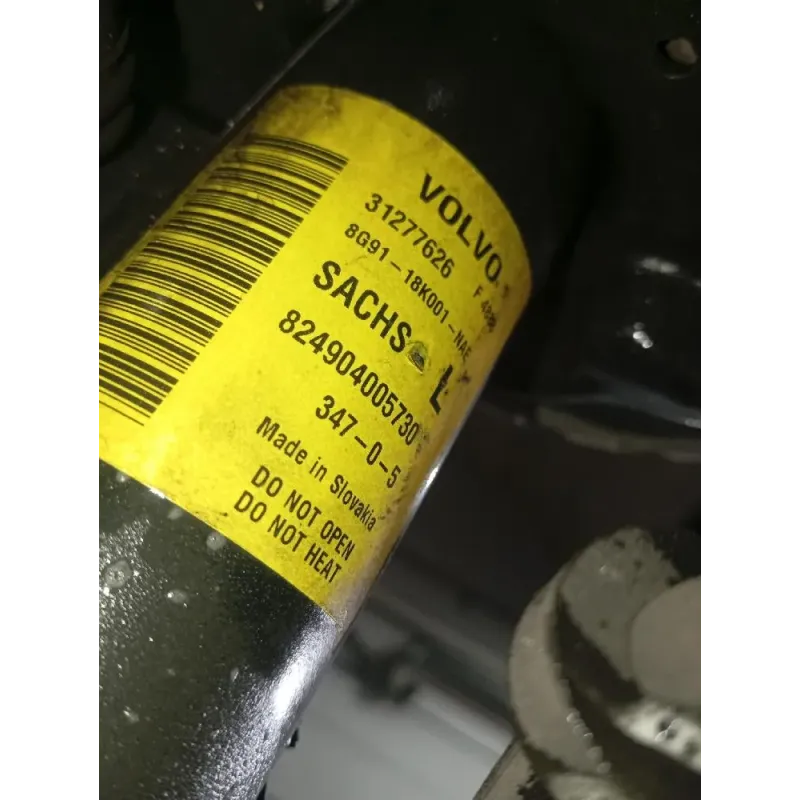 VOLVO
31277626
8G91-18K001-NAE
SACHS L
824904005730
347-0-5
Made in Slovakia
DO NOT OPEN
DO NOT HEAT